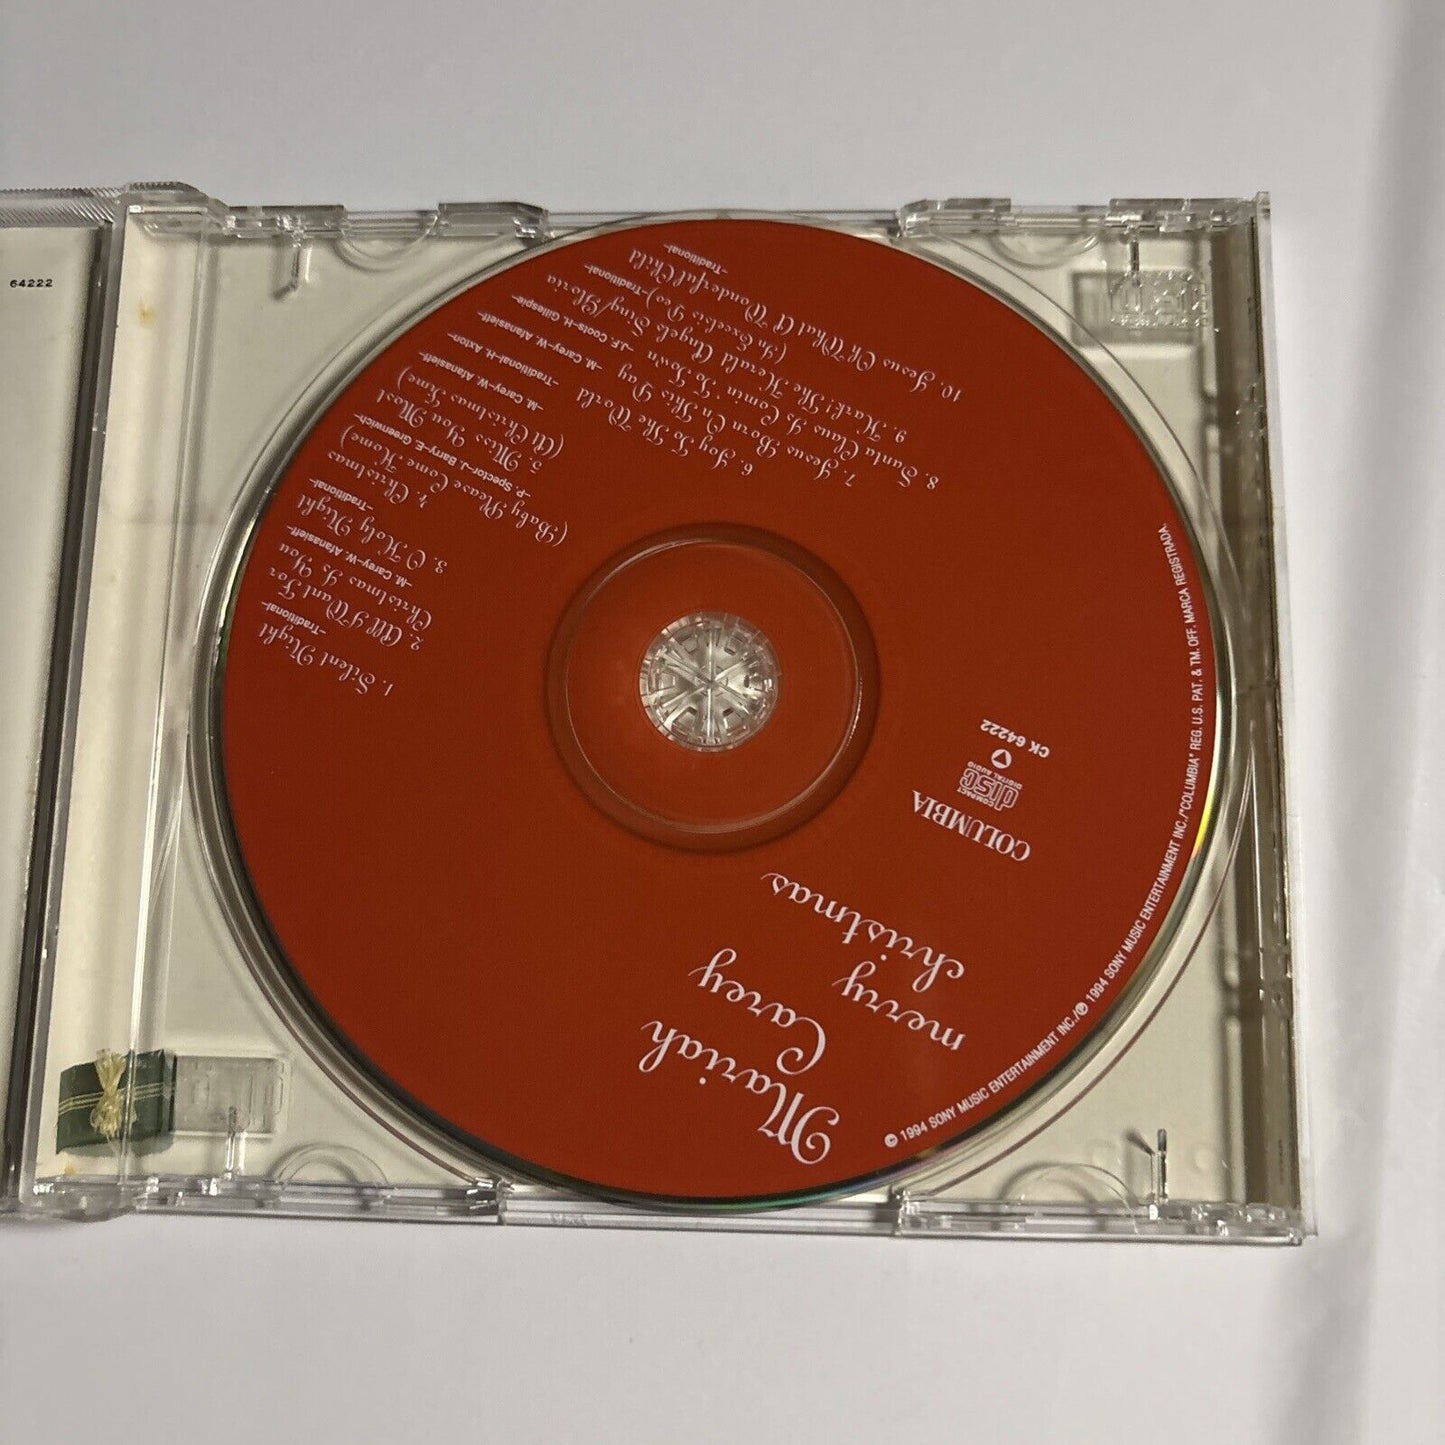 64222
Mariah
Carey
merry
christmas
COLUMBIA
COMPACT
disc
DIGITAL AUDIO
CK 64222
1. Silent Night
–Traditional–
2. All I Want For
Christmas Is You
–M. Carey–W. Afanasieff–
3. O Holy Night
–Traditional–
4. Christmas
(Baby Please Come Home)
–P. Spector–J. Barry–E. Greenwich–
5. Miss You Most
(At Christmas Time)
–M. Carey–W. Afanasieff–
6. Joy To The World
–Traditional–H. Axton–
7. Jesus Born On This Day
–M. Carey–W. Afanasieff–
8. Santa Claus Is Comin' To Town
–J.F. Coots–H. Gillespie–
9. Hark! The Herald Angels Sing/Gloria
(In Excelsis Deo) –Traditional–
10. Jesus Oh What A Wonderful Child
–Traditional–
© 1994 SONY MUSIC ENTERTAINMENT INC./℗ 1994 SONY MUSIC ENTERTAINMENT INC./"COLUMBIA" REG. U.S. PAT. & TM. OFF. MARCA REGISTRADA.